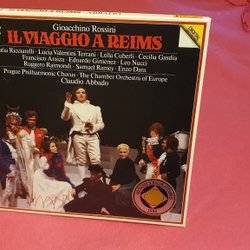 Gioacchino Rossini
IL VIAGGIO A REIMS
Katia Ricciarelli · Lucia Valentini Terrani · Lella Cuberli · Cecilia Gasdia
Francisco Araiza · Edoardo Gimenez · Leo Nucci
Ruggero Raimondi · Samuel Ramey · Enzo Dara
Prague Philharmonic Chorus · The Chamber Orchestra of Europe
Claudio Abbado